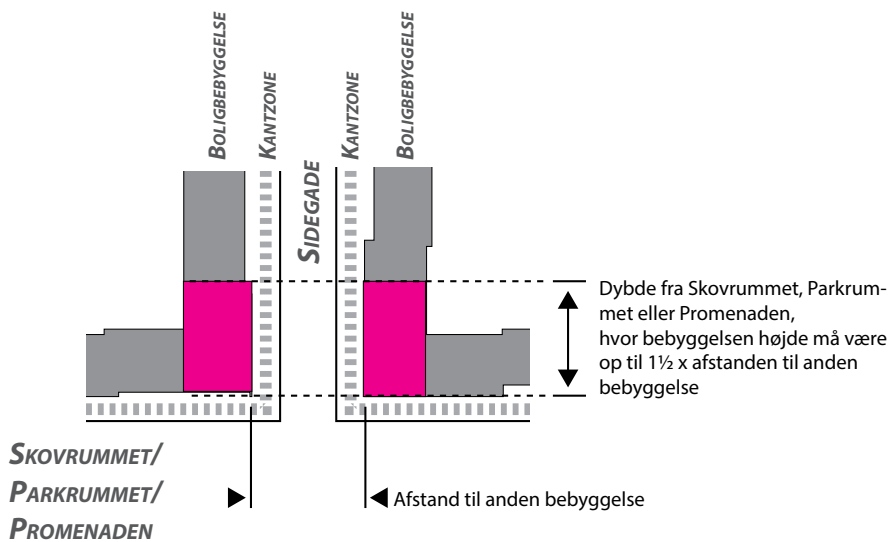 BOLIGBEBYGGELSE
KANTZONE
SIDEGADE
KANTZONE
BOLIGBEBYGGELSE
Dybde fra Skovrummet, Parkrum-
met eller Promenaden,
hvor bebyggelsen højde må være
op til 1½ x afstanden til anden
bebyggelse
SKOVRUMMET/
PARKRUMMET/
PROMENADEN
Afstand til anden bebyggelse